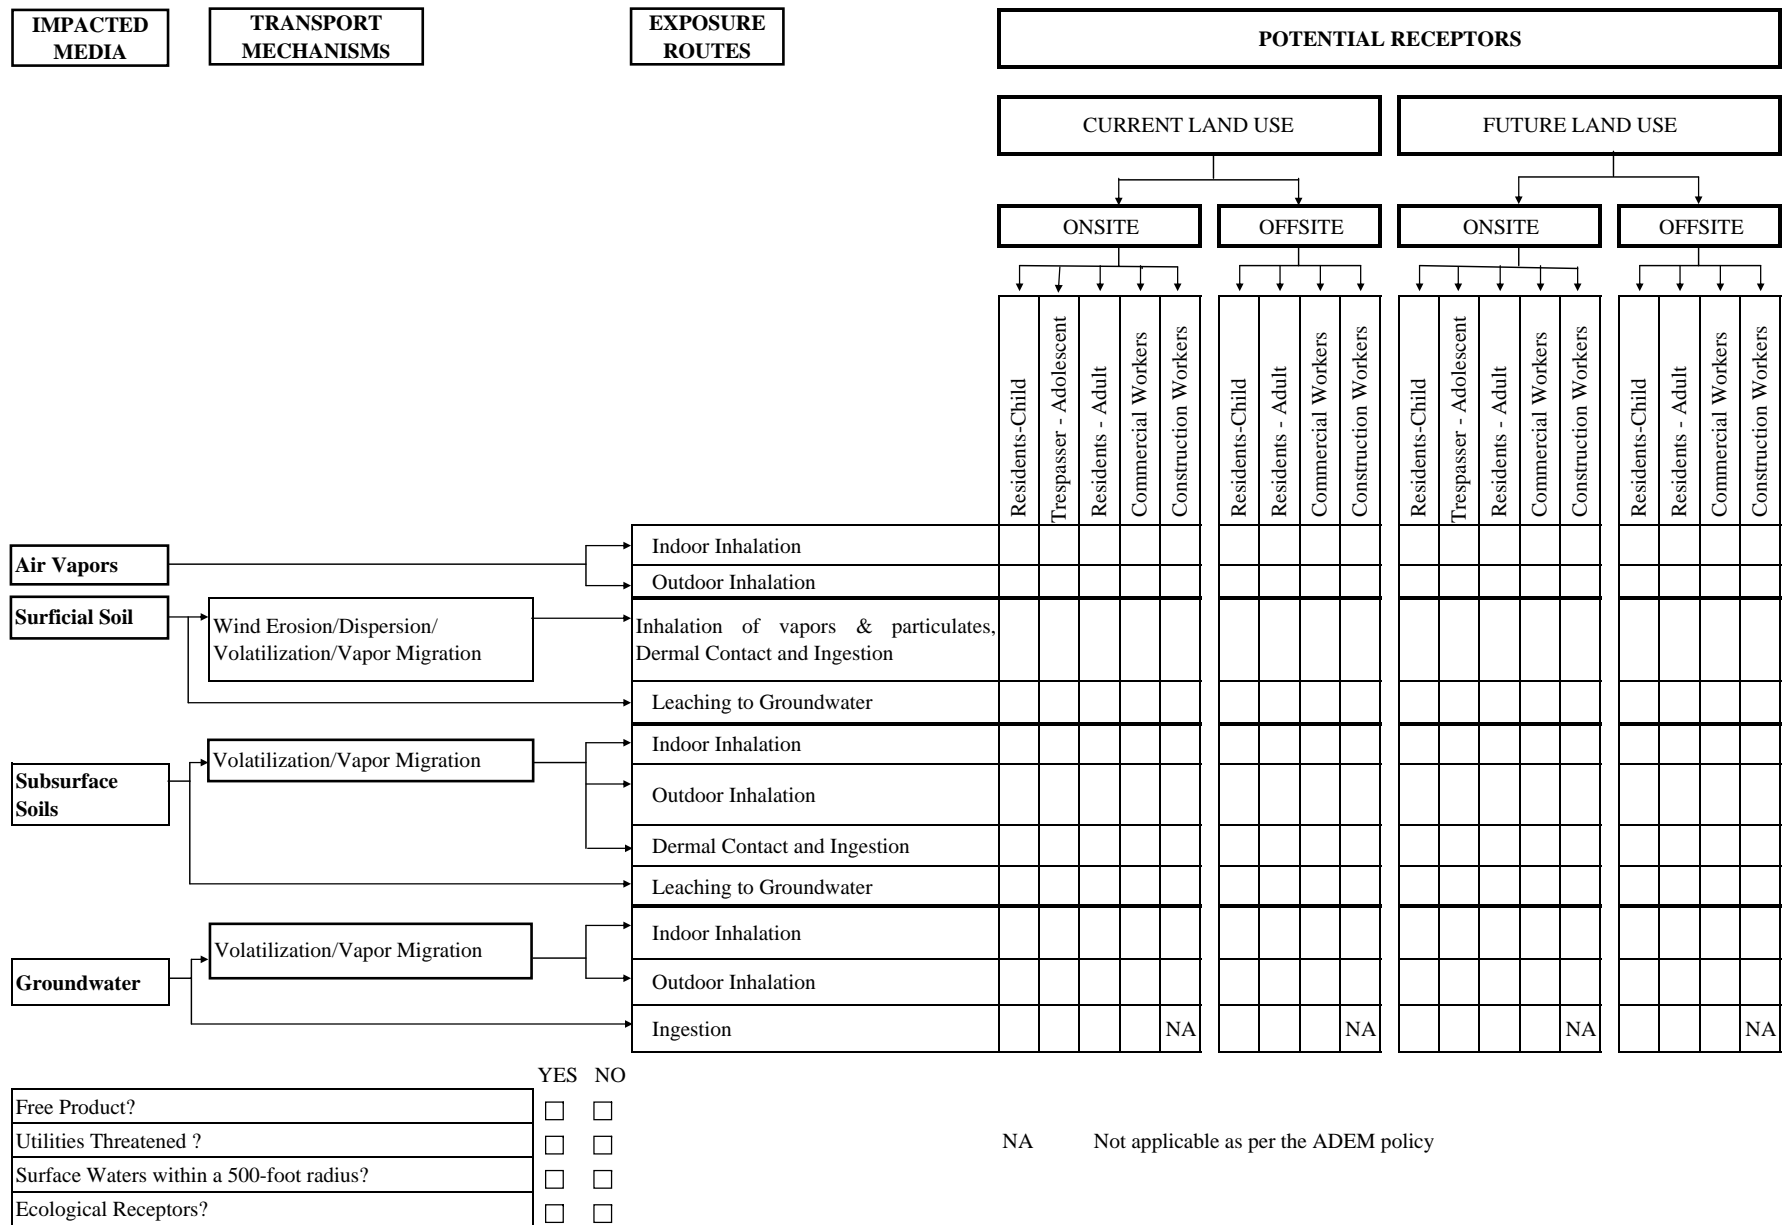 IMPACTED
MEDIA
TRANSPORT
MECHANISMS
EXPOSURE
ROUTES
POTENTIAL RECEPTORS
CURRENT LAND USE
FUTURE LAND USE
ONSITE
OFFSITE
ONSITE
OFFSITE
Residents-Child
Trespasser - Adolescent
Residents - Adult
Commercial Workers
Construction Workers
Residents-Child
Residents - Adult
Commercial Workers
Construction Workers
Residents-Child
Trespasser - Adolescent
Residents - Adult
Commercial Workers
Construction Workers
Residents-Child
Residents - Adult
Commercial Workers
Construction Workers
Air Vapors
Indoor Inhalation
Outdoor Inhalation
Surficial Soil
Wind Erosion/Dispersion/
Volatilization/Vapor Migration
Inhalation of vapors & particulates,
Dermal Contact and Ingestion
Leaching to Groundwater
Subsurface
Soils
Volatilization/Vapor Migration
Indoor Inhalation
Outdoor Inhalation
Dermal Contact and Ingestion
Leaching to Groundwater
Groundwater
Volatilization/Vapor Migration
Indoor Inhalation
Outdoor Inhalation
Ingestion
NA
NA
NA
NA
YES NO
Free Product?
Utilities Threatened ?
Surface Waters within a 500-foot radius?
Ecological Receptors?
NA Not applicable as per the ADEM policy